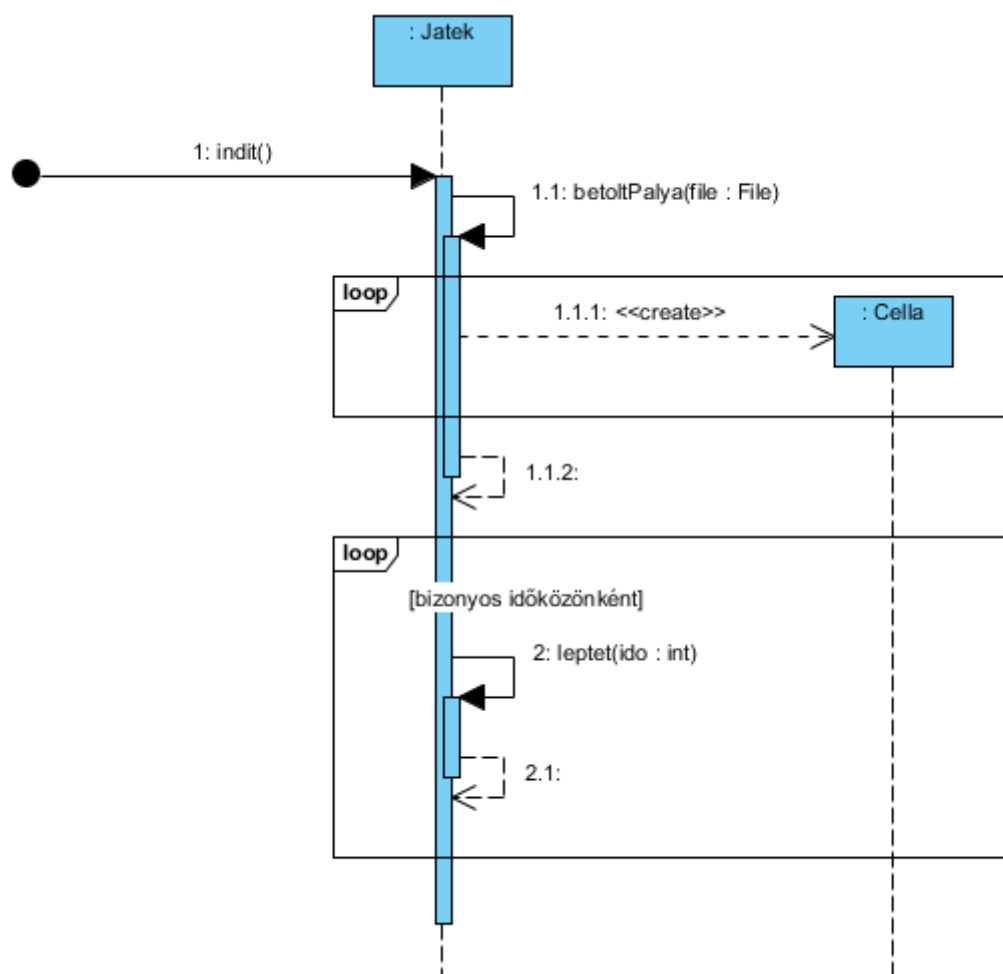 : Jatek
1: indit()
1.1: betoltPalya(file : File)
loop
1.1.1: <<create>>
: Cella
1.1.2:
loop
[bizonyos időközönként]
2: leptet(ido : int)
2.1: